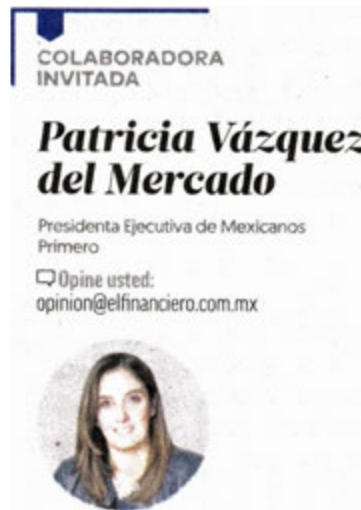 COLABORADORA
INVITADA
Patricia Vázquez
del Mercado
Presidenta Ejecutiva de Mexicanos
Primero
Opine usted:
opinion@elfinanciero.com.mx